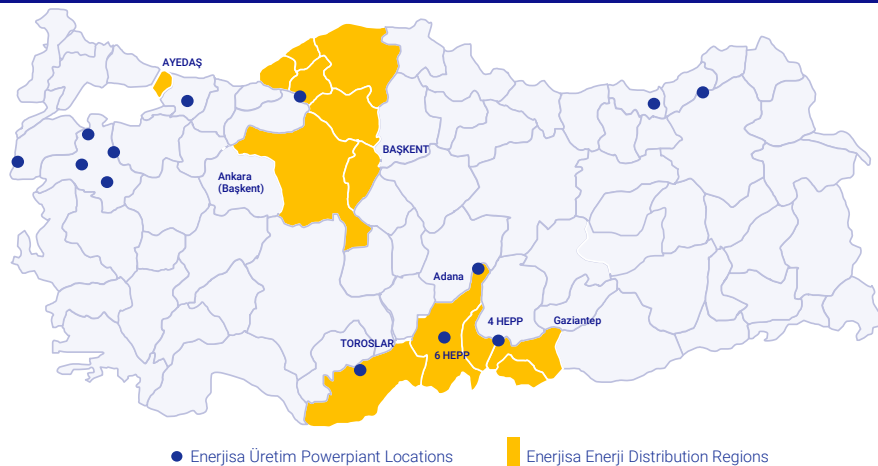 AYEDAŞ
BAŞKENT
Ankara
(Başkent)
Adana
4 HEPP
Gaziantep
TOROSLAR
6 HEPP
Enerjisa Üretim Powerpiant Locations
Enerjisa Enerji Distribution Regions